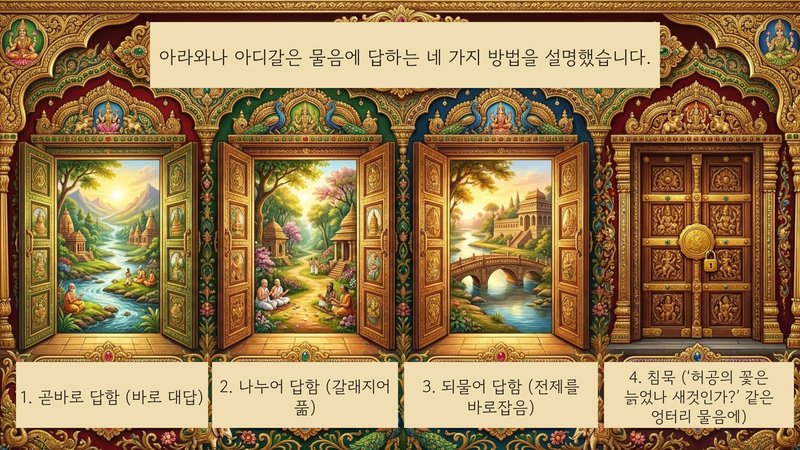 아라와나 아디갈은 물음에 답하는 네 가지 방법을 설명했습니다.
1. 곧바로 답함 (바로 대답)
2. 나누어 답함 (갈래지어
풂)
3. 되물어 답함 (전제를
바로잡음)
4. 침묵 (‘허공의 꽃은
늙었나 새것인가?’ 같은
엉터리 물음에)